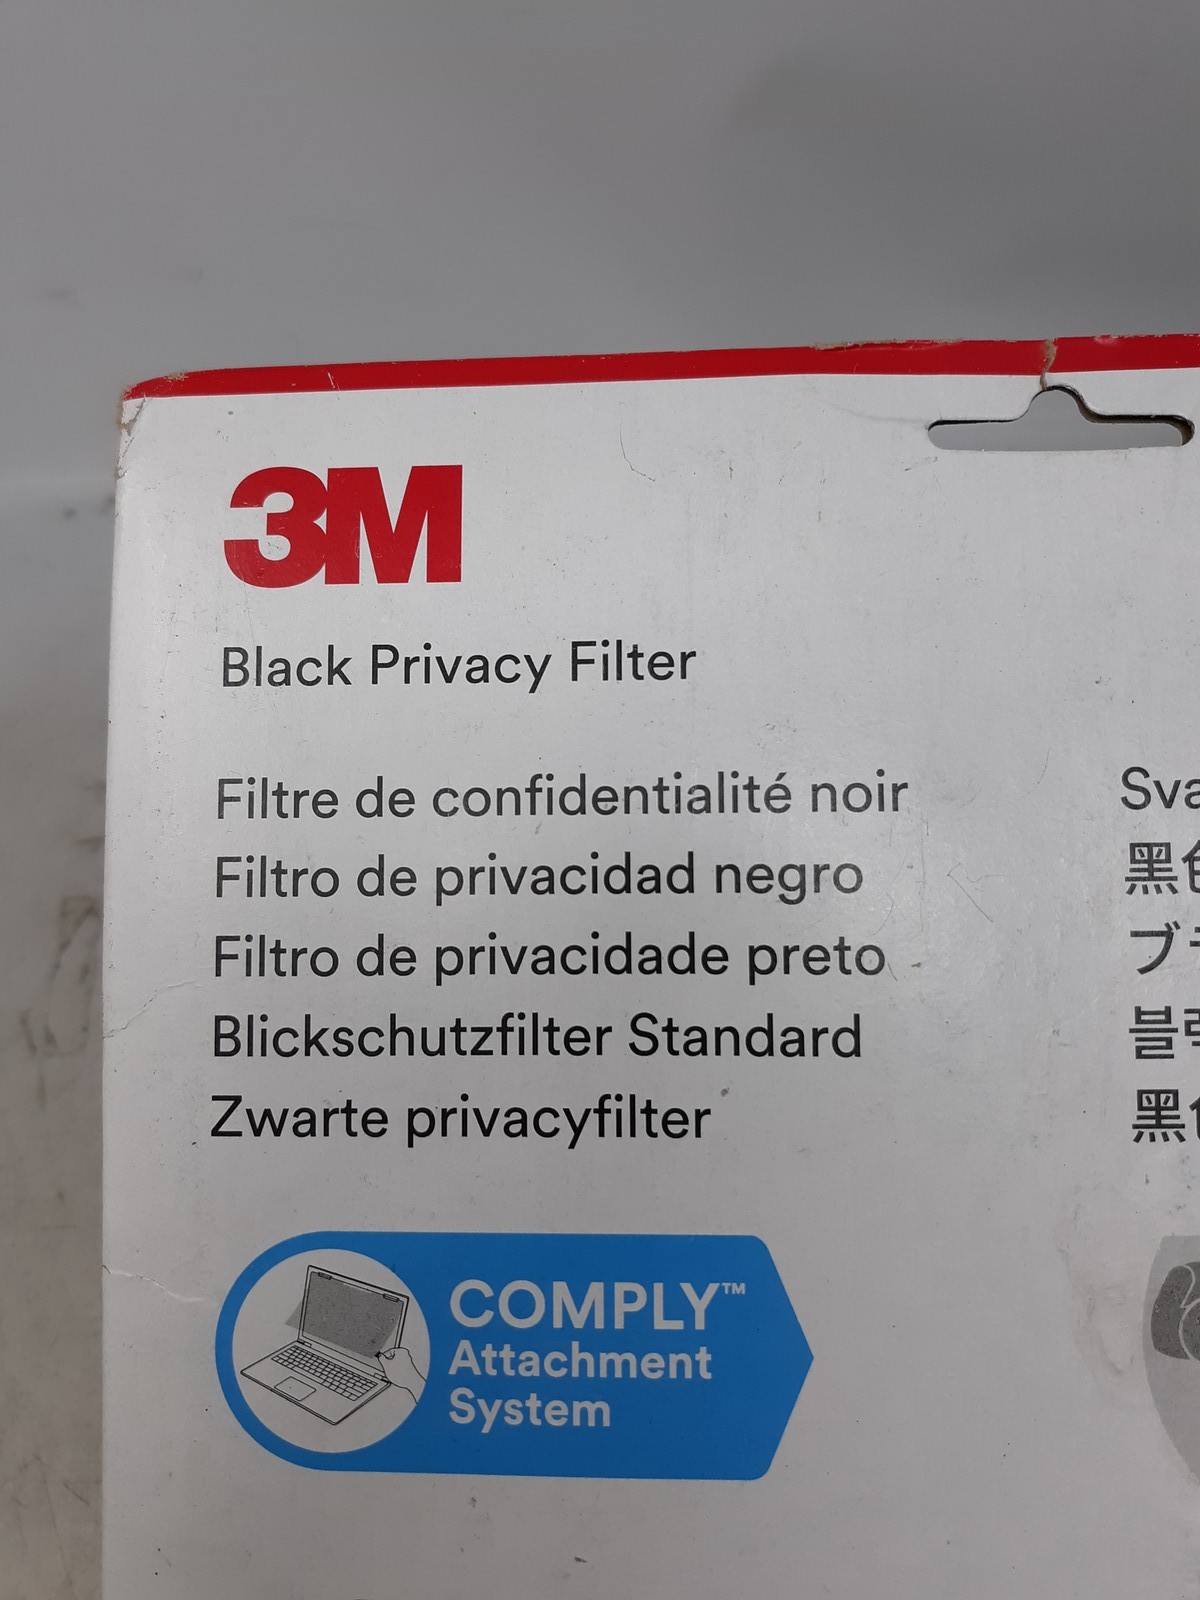 3M
Black Privacy Filter
Filtre de confidentialité noir
Filtro de privacidad negro
Filtro de privacidade preto
Blickschutzfilter Standard
Zwarte privacyfilter
COMPLY™
Attachment
System